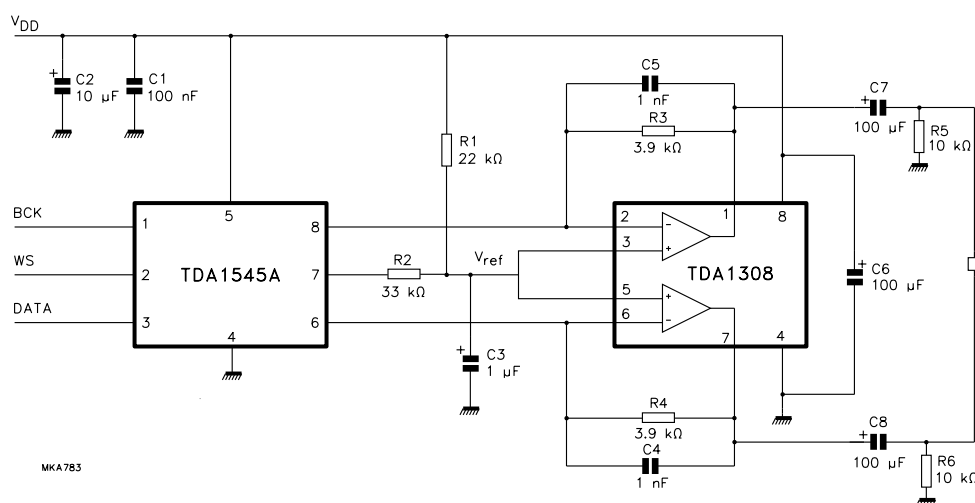 VDD
C2
10 µF
C1
100 nF
R1
22 kΩ
C5
1 nF
R3
3.9 kΩ
C7
100 µF
R5
10 kΩ
BCK
WS
DATA
1
2
3
5
TDA1545A
4
8
7
6
R2
33 kΩ
Vref
C3
1 µF
2
3
5
6
1
8
TDA1308
7
4
C6
100 µF
R4
3.9 kΩ
C4
1 nF
C8
100 µF
R6
10 kΩ
MKA783